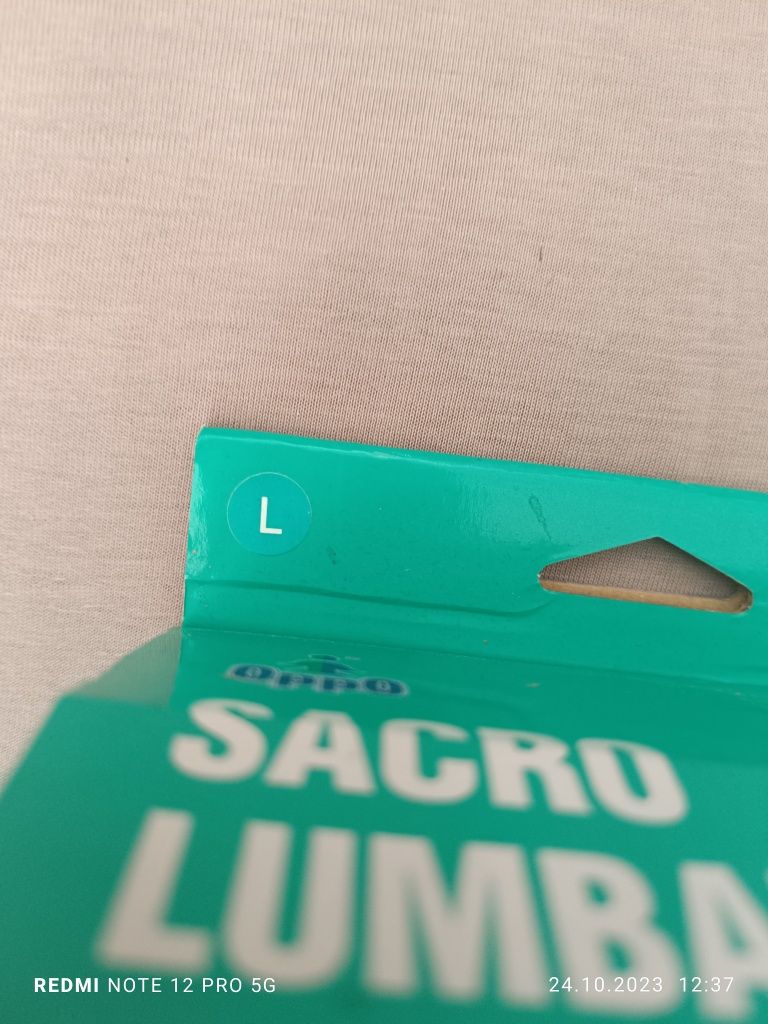 L
OPPO
SACRO
LUMBA
REDMI NOTE 12 PRO 5G
24.10.2023 12:37